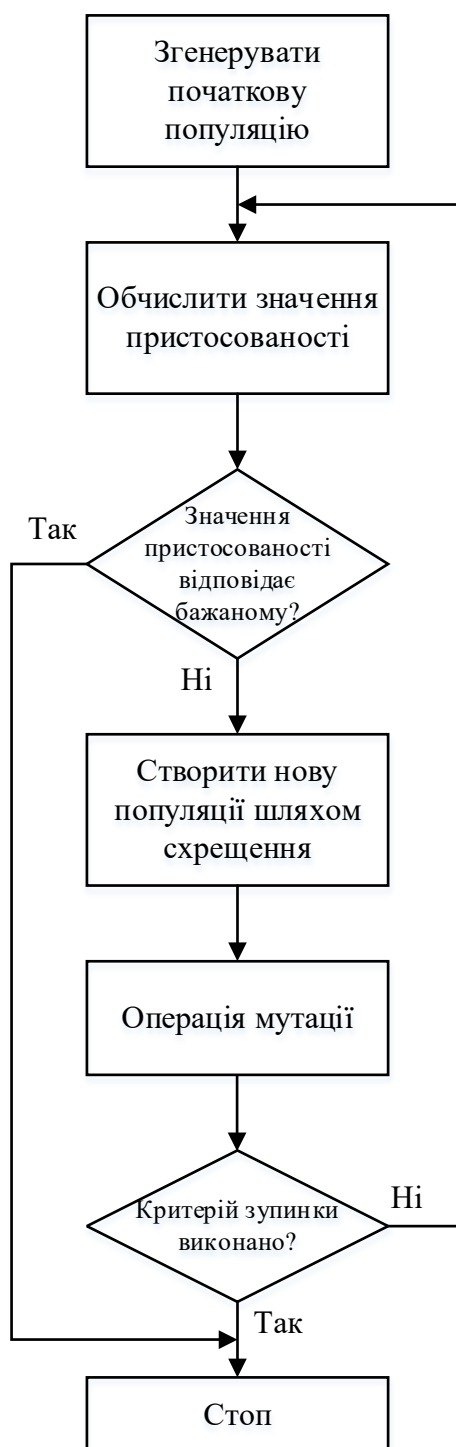 Згенерувати
початкову
популяцію
Обчислити значення
пристосованості
Значення
пристосованості
відповідає
бажаному?
Так
Ні
Створити нову
популяції шляхом
схрещення
Операція мутації
Критерій зупинки
виконано?
Ні
Так
Стоп